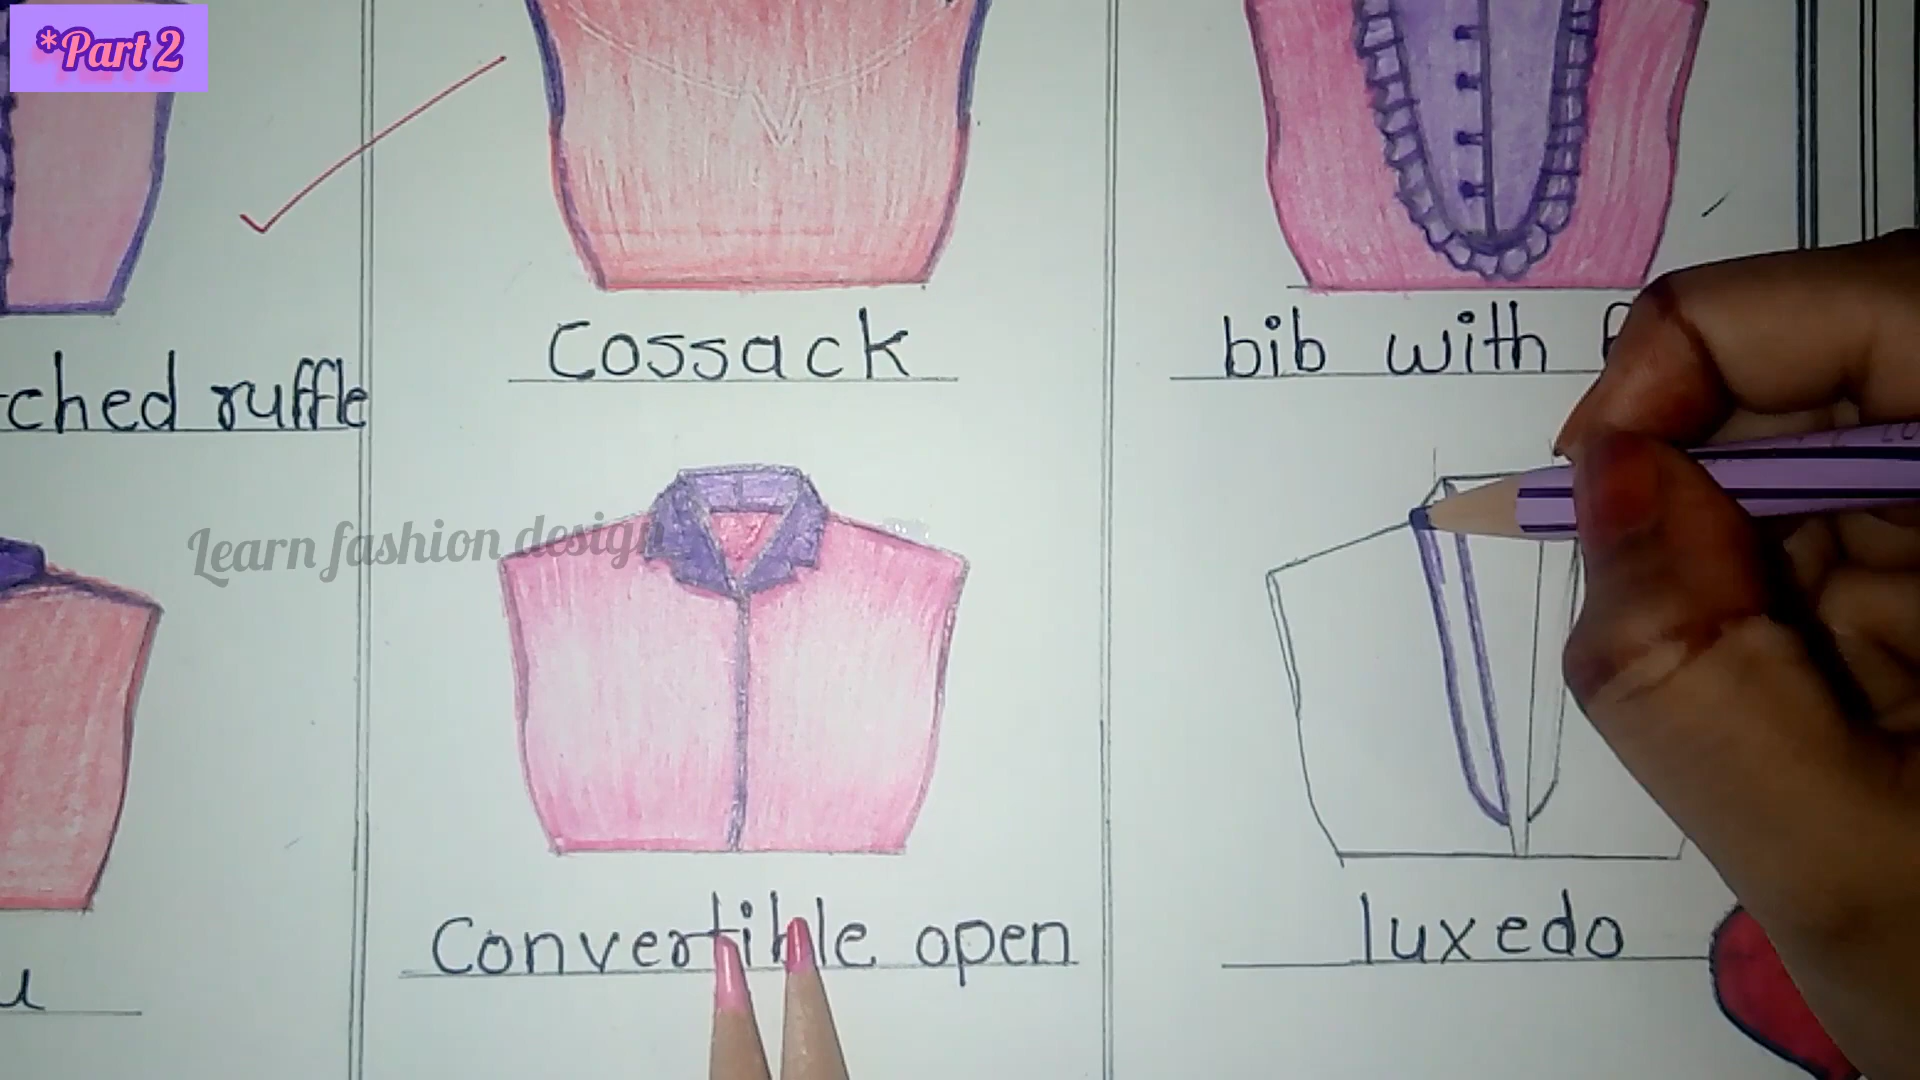 *Part 2
Cossack
bib with
ched ruffle
Learn fashion design
Convertible open
luxedo
u